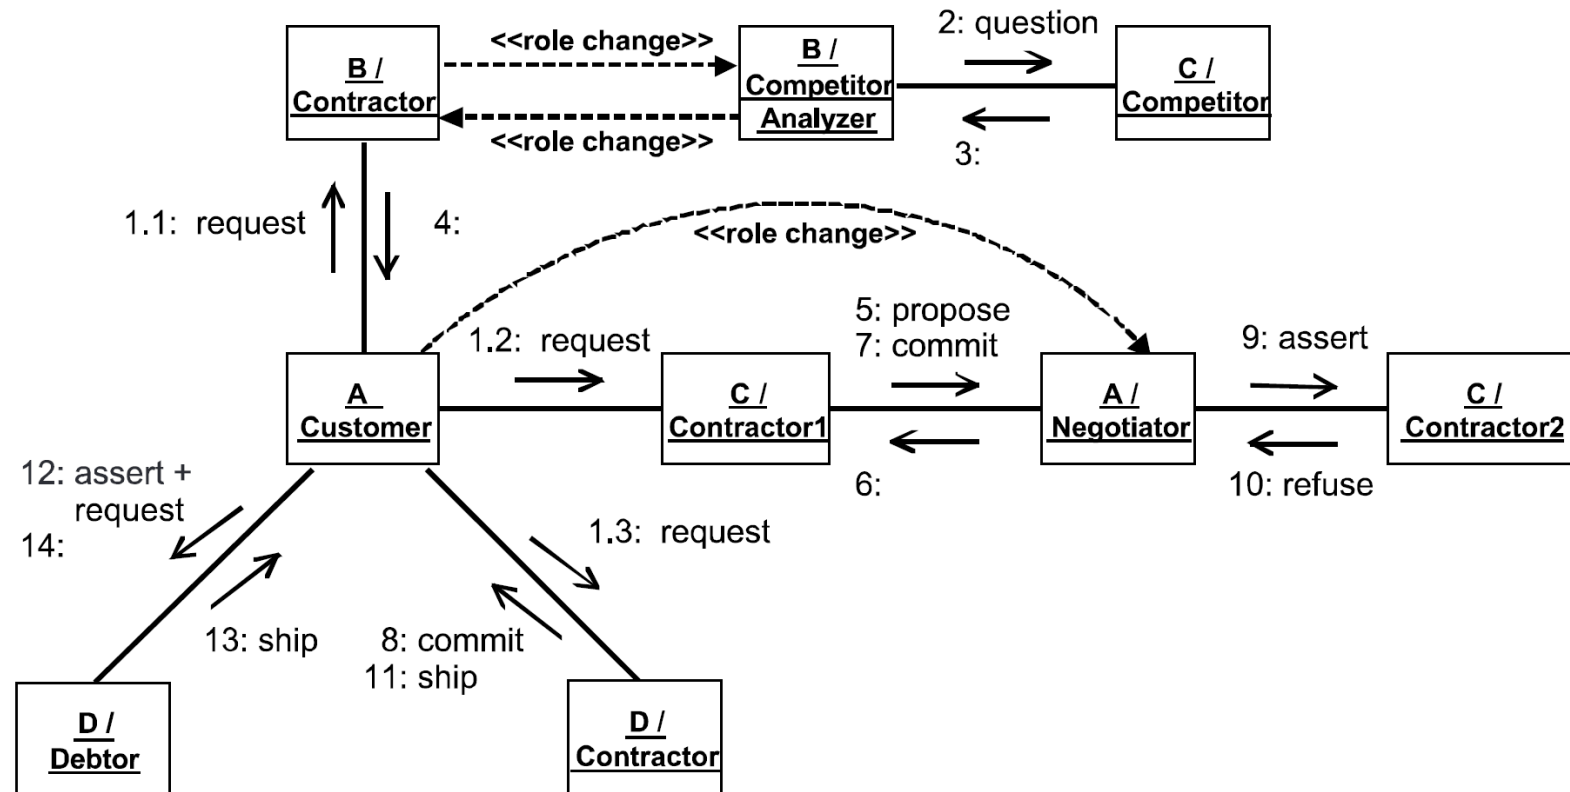 <<role change>>
2: question
B /
Contractor
B /
Competitor
Analyzer
C /
Competitor
<<role change>>
3:
1.1: request
4:
<<role change>>
5: propose
7: commit
1.2: request
9: assert
A
Customer
C /
Contractor1
A /
Negotiator
C /
Contractor2
12: assert +
request
14:
6:
10: refuse
1.3: request
13: ship
8: commit
11: ship
D /
Debtor
D /
Contractor